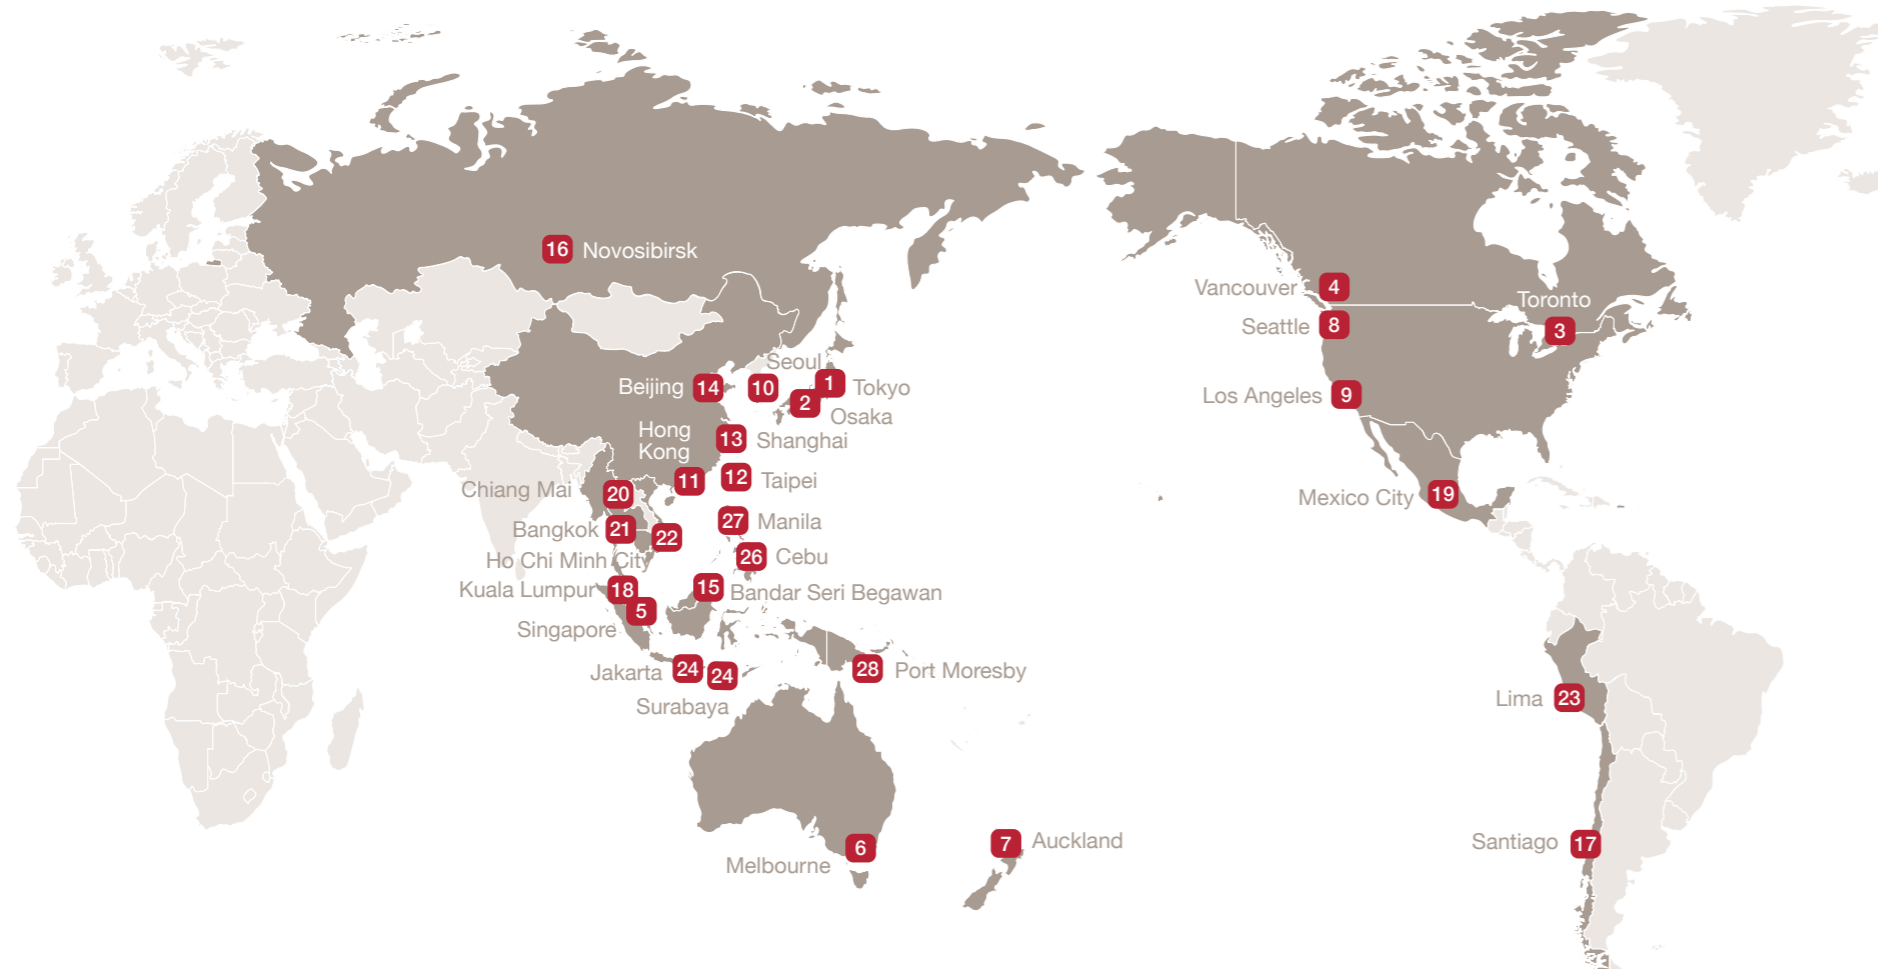 16 Novosibirsk
Vancouver 4
Toronto
Seattle 8
3
Seoul
Beijing 14
10
1 Tokyo
2
Osaka
Los Angeles 9
Hong
Kong
13 Shanghai
11
12 Taipei
Chiang Mai 20
Mexico City 19
Bangkok 21
27 Manila
22
Ho Chi Minh City
26 Cebu
Kuala Lumpur 18
15 Bandar Seri Begawan
5
Singapore
Jakarta 24
24
Surabaya
28 Port Moresby
Lima 23
6
Melbourne
7 Auckland
Santiago 17